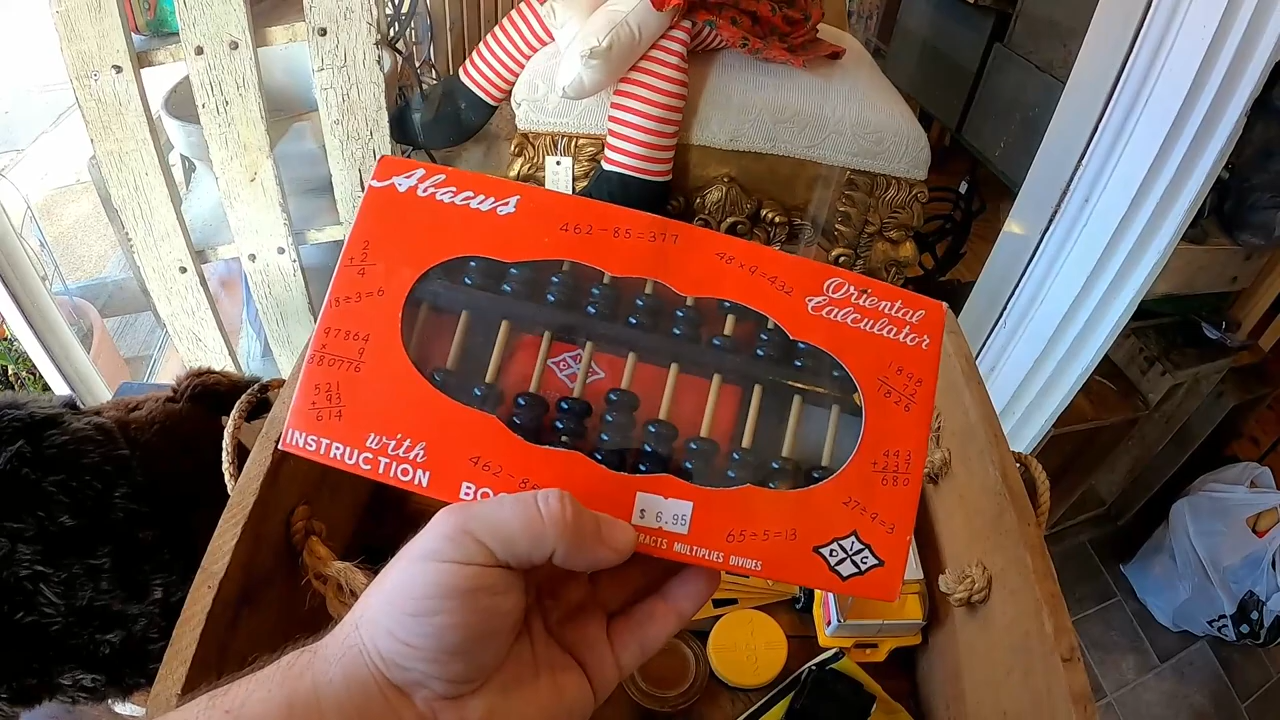 Abacus
462-85=377
48×9=432
Oriental
Calculator
2
+2
4
18÷3=6
97864
x 9
880776
521
+93
614
1898
-72
1826
443
+237
680
27÷9=3
with
INSTRUCTION
462-85
$ 6.95
65÷5=13
MULTIPLIES DIVIDES
D I C